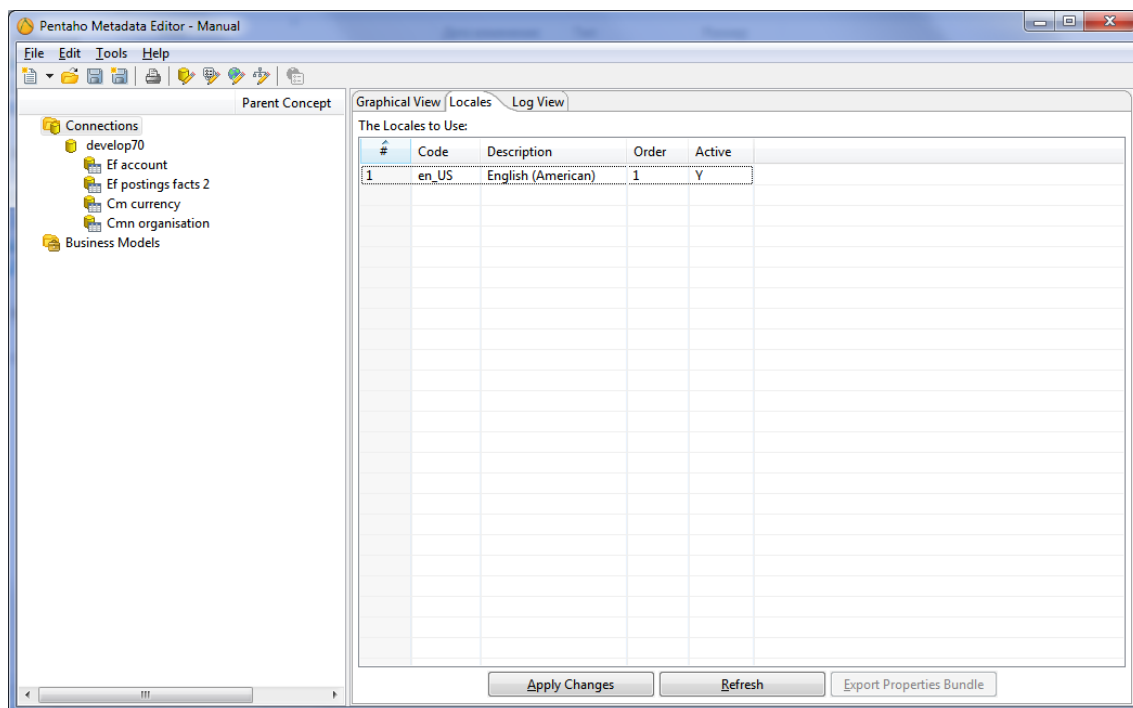 Pentaho Metadata Editor - Manual
File Edit Tools Help
Parent Concept
Connections
develop70
Ef account
Ef postings facts 2
Cm currency
Cmn organisation
Business Models
Graphical View Locales Log View
The Locales to Use:
# Code Description Order Active
1 en_US English (American) 1 Y
Apply Changes Refresh Export Properties Bundle